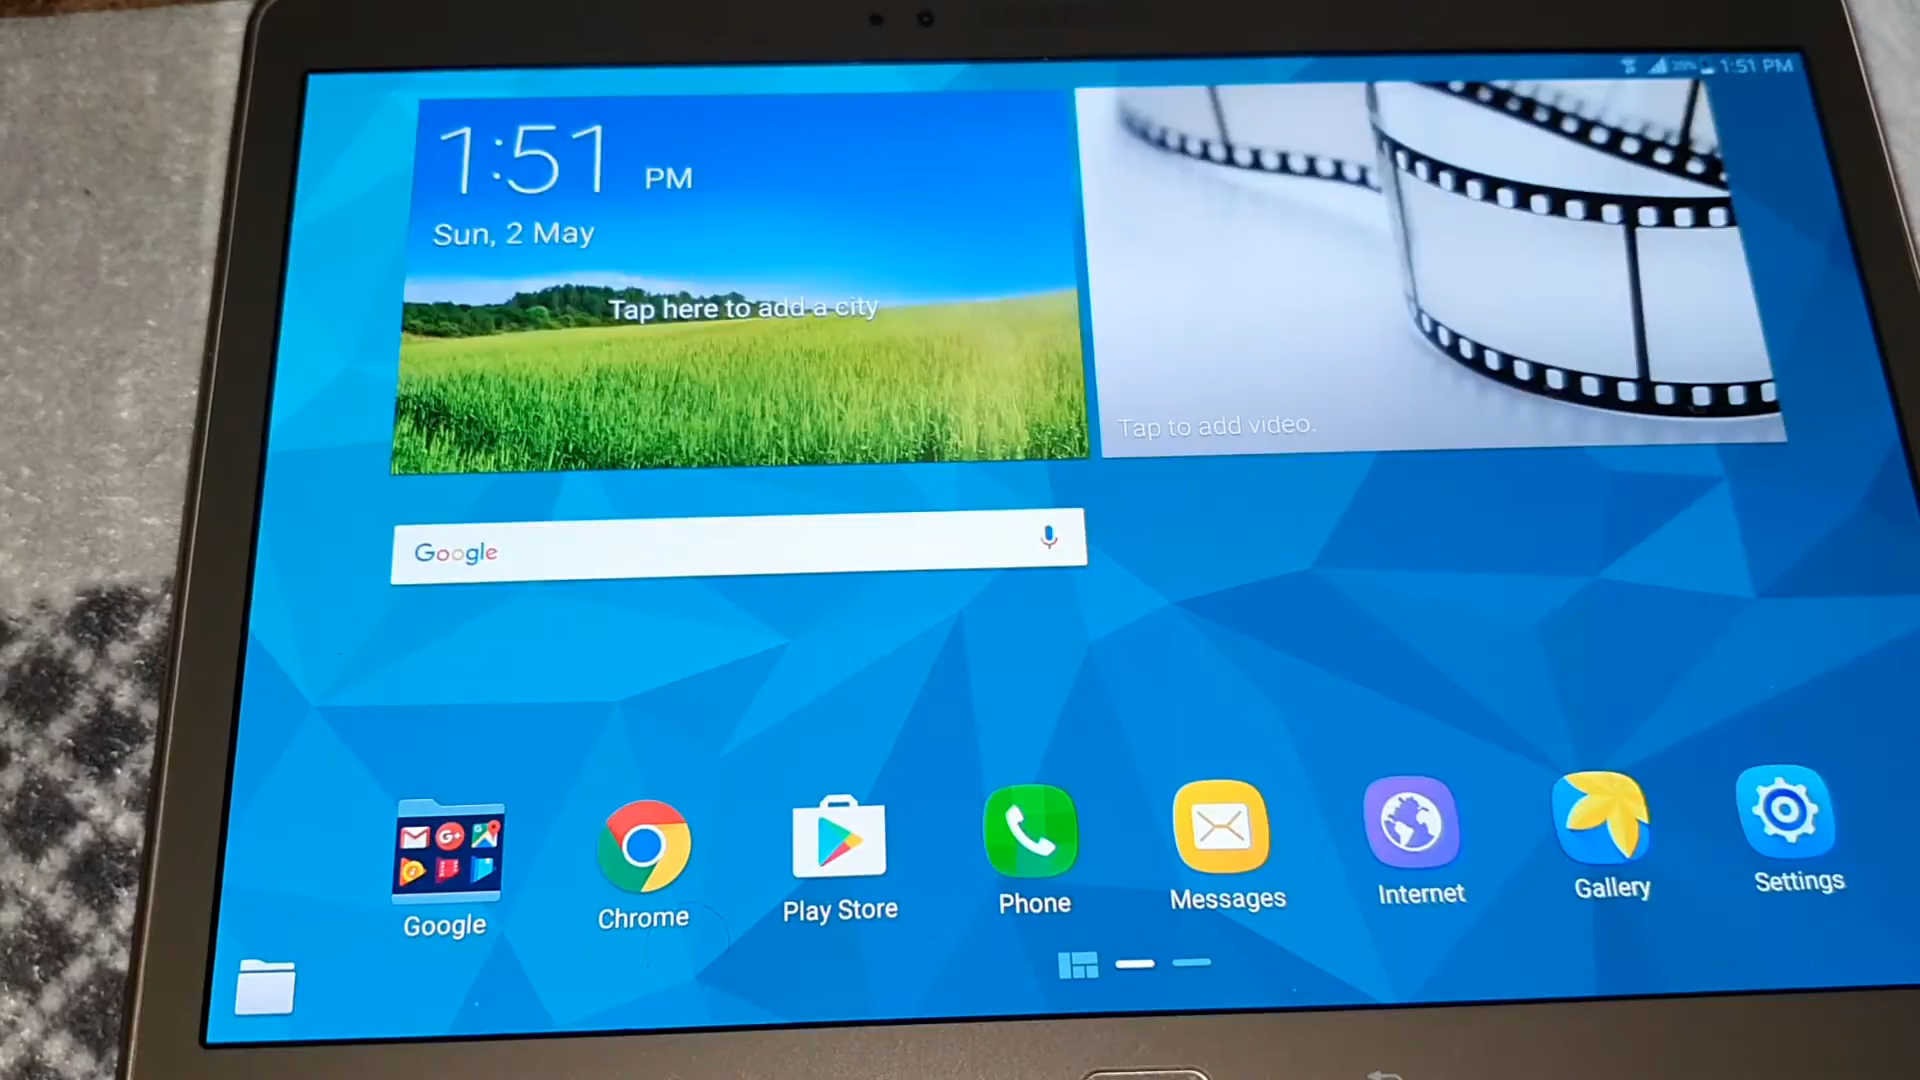 1:51 PM
1:51 PM
Sun, 2 May
Tap here to add a city
Tap to add video.
Google
Google
Chrome
Play Store
Phone
Messages
Internet
Gallery
Settings